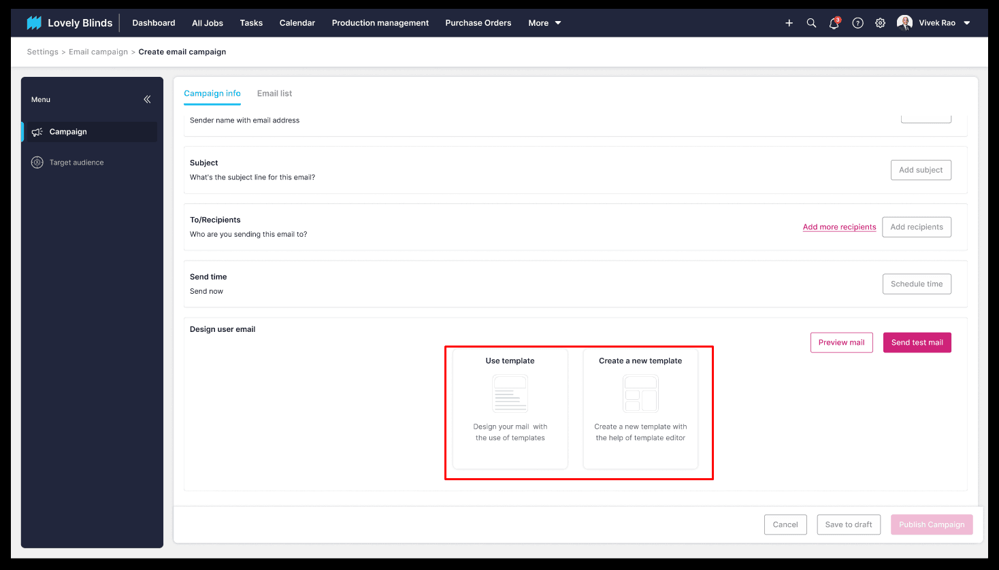 Lovely Blinds
Dashboard
All Jobs
Tasks
Calendar
Production management
Purchase Orders
More
3
?
Vivek Rao
Settings > Email campaign > Create email campaign
Menu
Campaign
Target audience
Campaign info
Email list
Sender name with email address
Subject
What's the subject line for this email?
Add subject
To/Recipients
Who are you sending this email to?
Add more recipients
Add recipients
Send time
Send now
Schedule time
Design user email
Preview mail
Send test mail
Use template
Design your mail with
the use of templates
Create a new template
Create a new template with
the help of template editor
Cancel
Save to draft
Publish Campaign